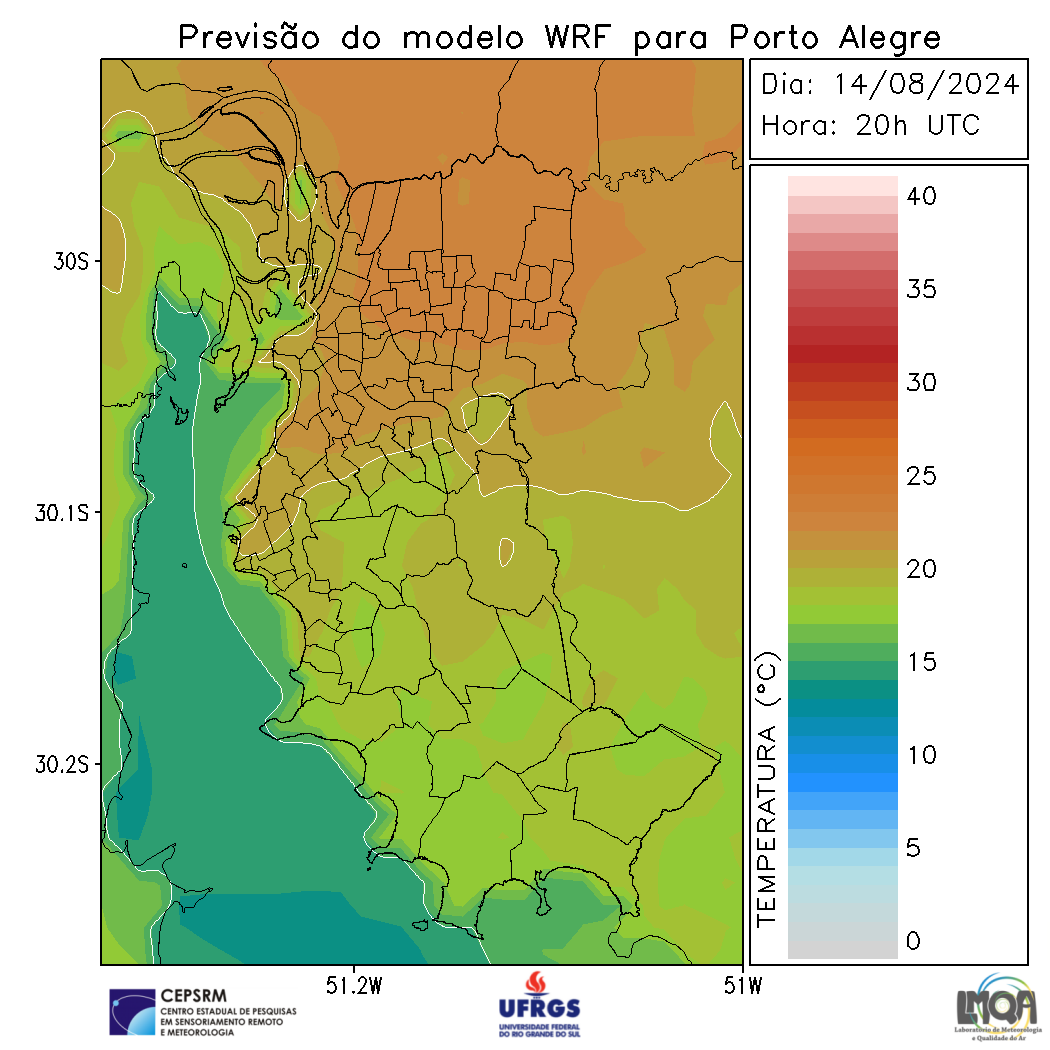 Previsão do modelo WRF para Porto Alegre
Dia: 14/08/2024
Hora: 20h UTC
40
35
30
25
20
15
10
5
0
TEMPERATURA (°C)
30S
30.1S
30.2S
51.2W
51W
CEPSRM
CENTRO ESTADUAL DE PESQUISAS
EM SENSORIAMENTO REMOTO
E METEOROLOGIA
UFRGS
UNIVERSIDADE FEDERAL
DO RIO GRANDE DO SUL
LMQA
Laboratório de Meteorologia
e Qualidade do Ar